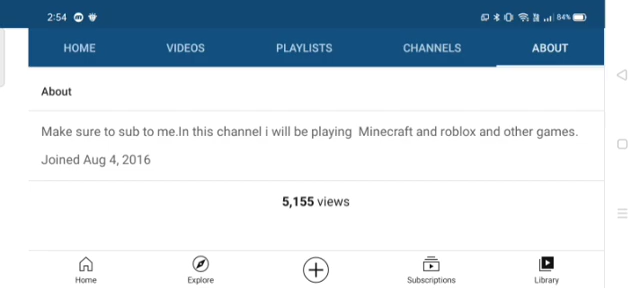 2:54 84%
HOME VIDEOS PLAYLISTS CHANNELS ABOUT
About
Make sure to sub to me.In this channel i will be playing Minecraft and roblox and other games.
Joined Aug 4, 2016
5,155 views
Home Explore Subscriptions Library